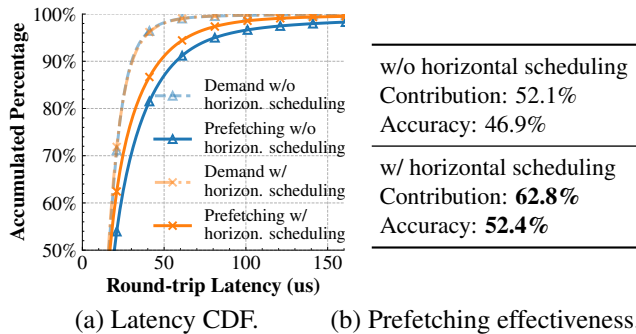 Accumulated Percentage
100%
90%
80%
70%
60%
50%
Demand w/o
horizon. scheduling
Prefetching w/o
horizon. scheduling
Demand w/
horizon. scheduling
Prefetching w/
horizon. scheduling
0 50 100 150
Round-trip Latency (us)
(a) Latency CDF.
w/o horizontal scheduling
Contribution: 52.1%
Accuracy: 46.9%
w/ horizontal scheduling
Contribution: 62.8%
Accuracy: 52.4%
(b) Prefetching effectiveness